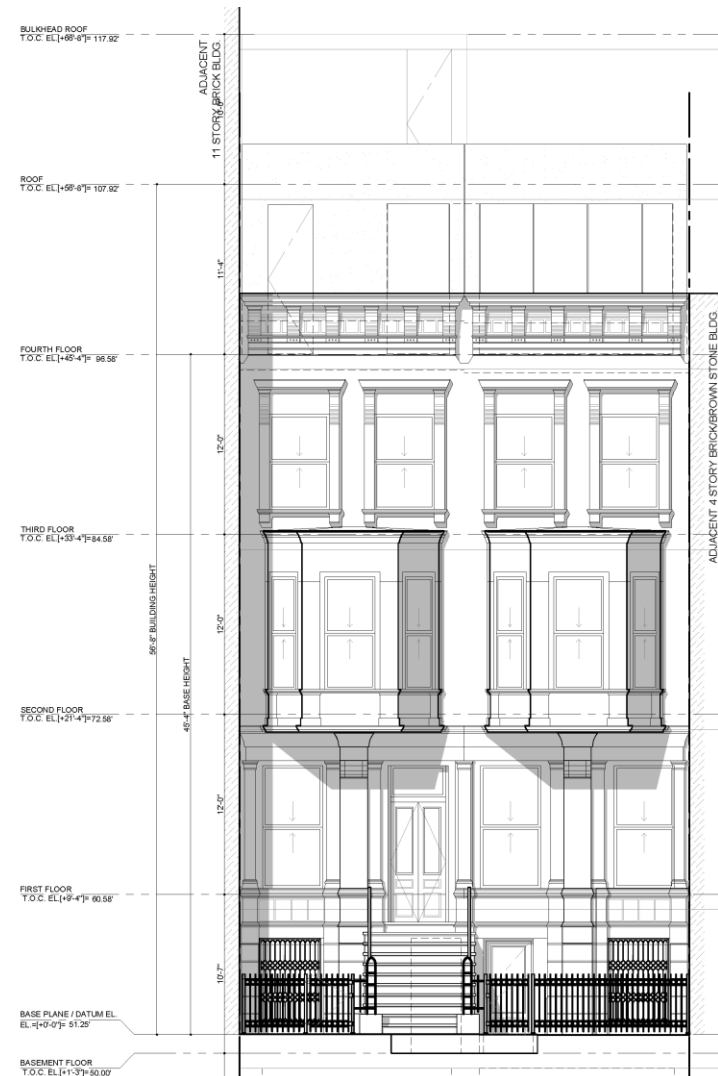 BULKHEAD ROOF
T.O.C. EL.[+66'-8"]= 117.92'
ADJACENT
11 STORY BRICK BLDG.
10'-0"
ROOF
T.O.C. EL.[+56'-8"]= 107.92'
11'-4"
FOURTH FLOOR
T.O.C. EL.[+45'-4"]= 96.58'
ADJACENT 4 STORY BRICK/BROWN STONE BLDG.
12'-0"
THIRD FLOOR
T.O.C. EL.[+33'-4"]=84.58'
56'-8" BUILDING HEIGHT
12'-0"
45'-4" BASE HEIGHT
SECOND FLOOR
T.O.C. EL.[+21'-4"]=72.58'
12'-0"
FIRST FLOOR
T.O.C. EL.[+9'-4"]= 60.58'
10'-7"
BASE PLANE / DATUM EL.
EL.=[+0'-0"]= 51.25'
BASEMENT FLOOR
T.O.C. EL.[+1'-3"]=50.00'